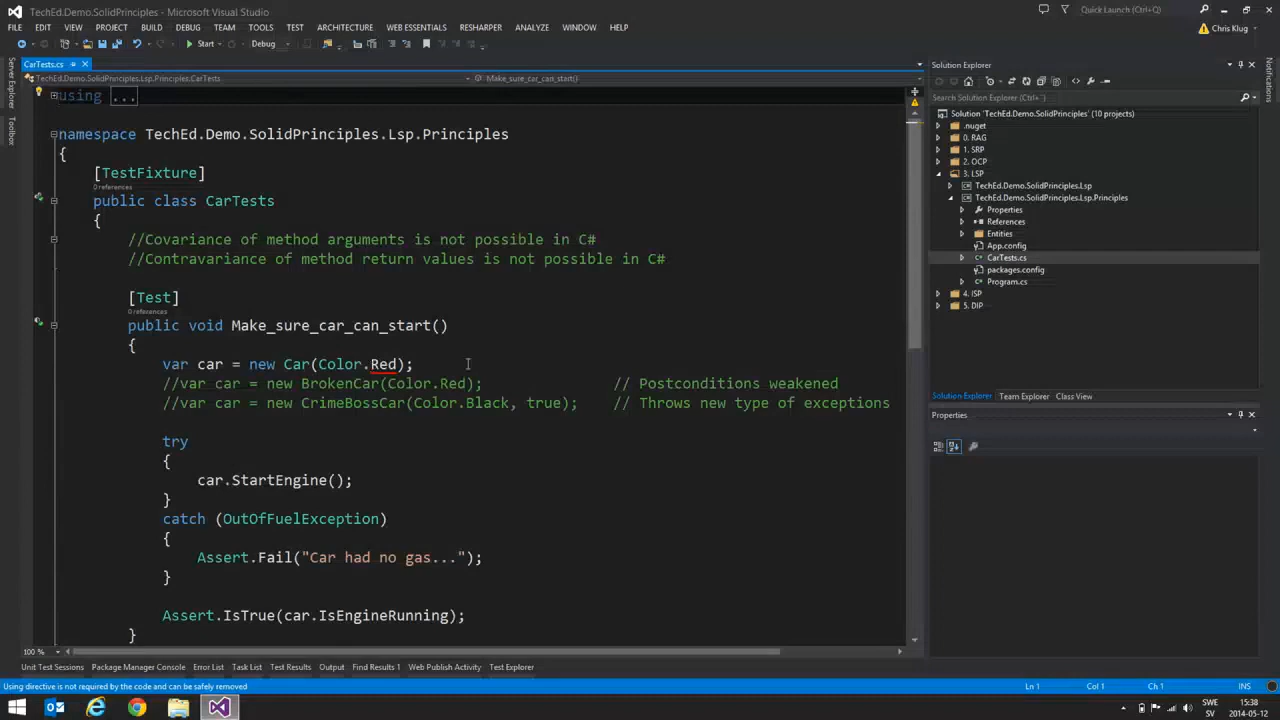 TechEd.Demo.SolidPrinciples - Microsoft Visual Studio
Quick Launch (Ctrl+Q)
FILE EDIT VIEW PROJECT BUILD DEBUG TEAM TOOLS TEST ARCHITECTURE WEB ESSENTIALS RESHARPER ANALYZE WINDOW HELP
Chris Klug
Start Debug
CarTests.cs
TechEd.Demo.SolidPrinciples.Lsp.Principles.CarTests
Make_sure_car_can_start()
Server Explorer
Toolbox
using ...
namespace TechEd.Demo.SolidPrinciples.Lsp.Principles
{
[TestFixture]
0 references
public class CarTests
{
//Covariance of method arguments is not possible in C#
//Contravariance of method return values is not possible in C#
[Test]
0 references
public void Make_sure_car_can_start()
{
var car = new Car(Color.Red);
//var car = new BrokenCar(Color.Red); // Postconditions weakened
//var car = new CrimeBossCar(Color.Black, true); // Throws new type of exceptions
try
{
car.StartEngine();
}
catch (OutOfFuelException)
{
Assert.Fail("Car had no gas...");
}
Assert.IsTrue(car.IsEngineRunning);
}
100 %
Solution Explorer
Search Solution Explorer (Ctrl+¨)
Solution 'TechEd.Demo.SolidPrinciples' (10 projects)
.nuget
0. RAG
1. SRP
2. OCP
3. LSP
TechEd.Demo.SolidPrinciples.Lsp
TechEd.Demo.SolidPrinciples.Lsp.Principles
Properties
References
Entities
App.config
CarTests.cs
packages.config
Program.cs
4. ISP
5. DIP
Solution Explorer Team Explorer Class View
Properties
Notifications
Unit Test Sessions Package Manager Console Error List Task List Test Results Output Find Results 1 Web Publish Activity Test Explorer
Using directive is not required by the code and can be safely removed
Ln 1 Col 1 Ch 1 INS
SWE
SV
15:38
2014-05-12